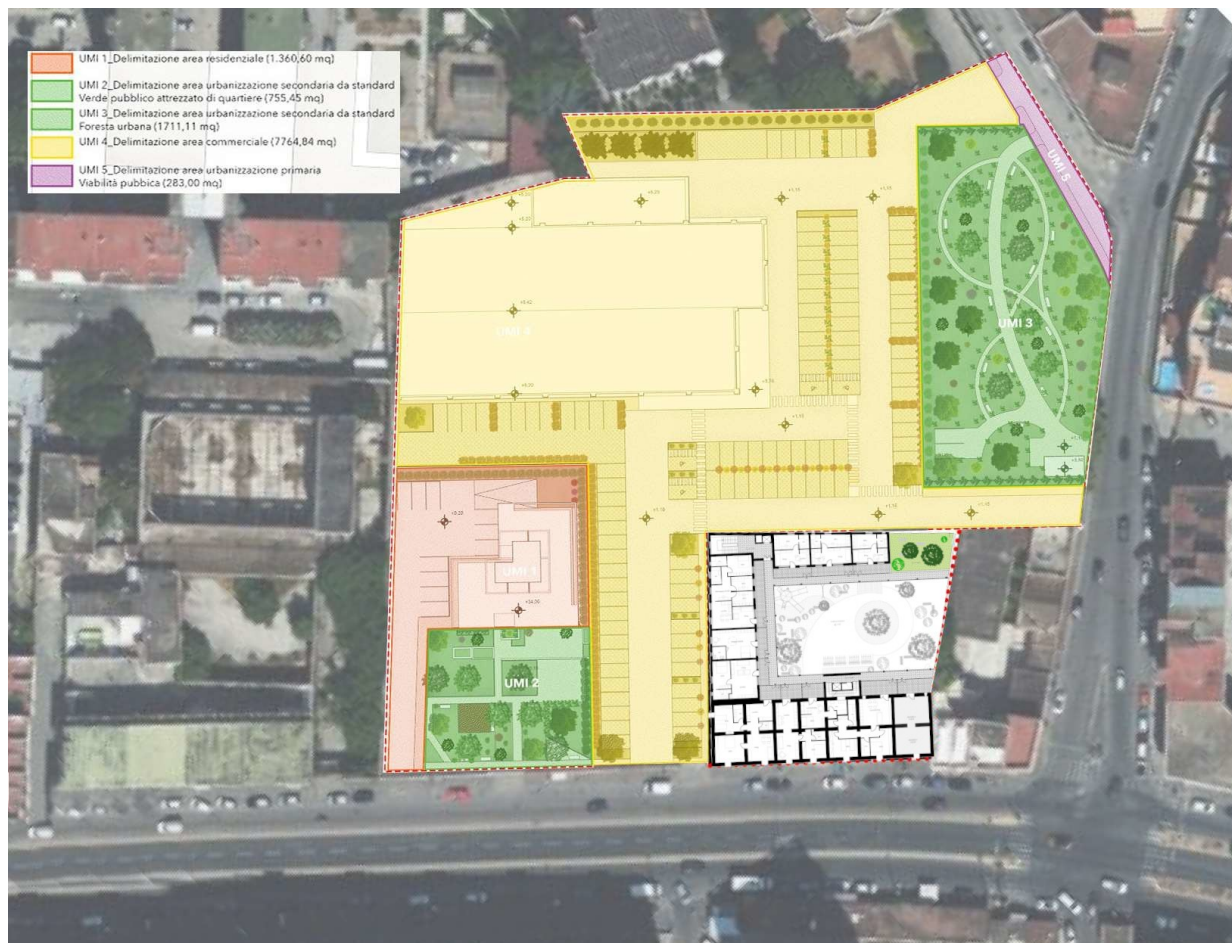 UMI 1_Delimitazione area residenziale (1.360,60 mq)
UMI 2_Delimitazione area urbanizzazione secondaria da standard
Verde pubblico attrezzato di quartiere (755,45 mq)
UMI 3_Delimitazione area urbanizzazione secondaria da standard
Foresta urbana (1711,11 mq)
UMI 4_Delimitazione area commerciale (7764,84 mq)
UMI 5_Delimitazione area urbanizzazione primaria
Viabilità pubbica (283,00 mq)
UMI 5
UMI 3
UMI 4
UMI 1
UMI 2